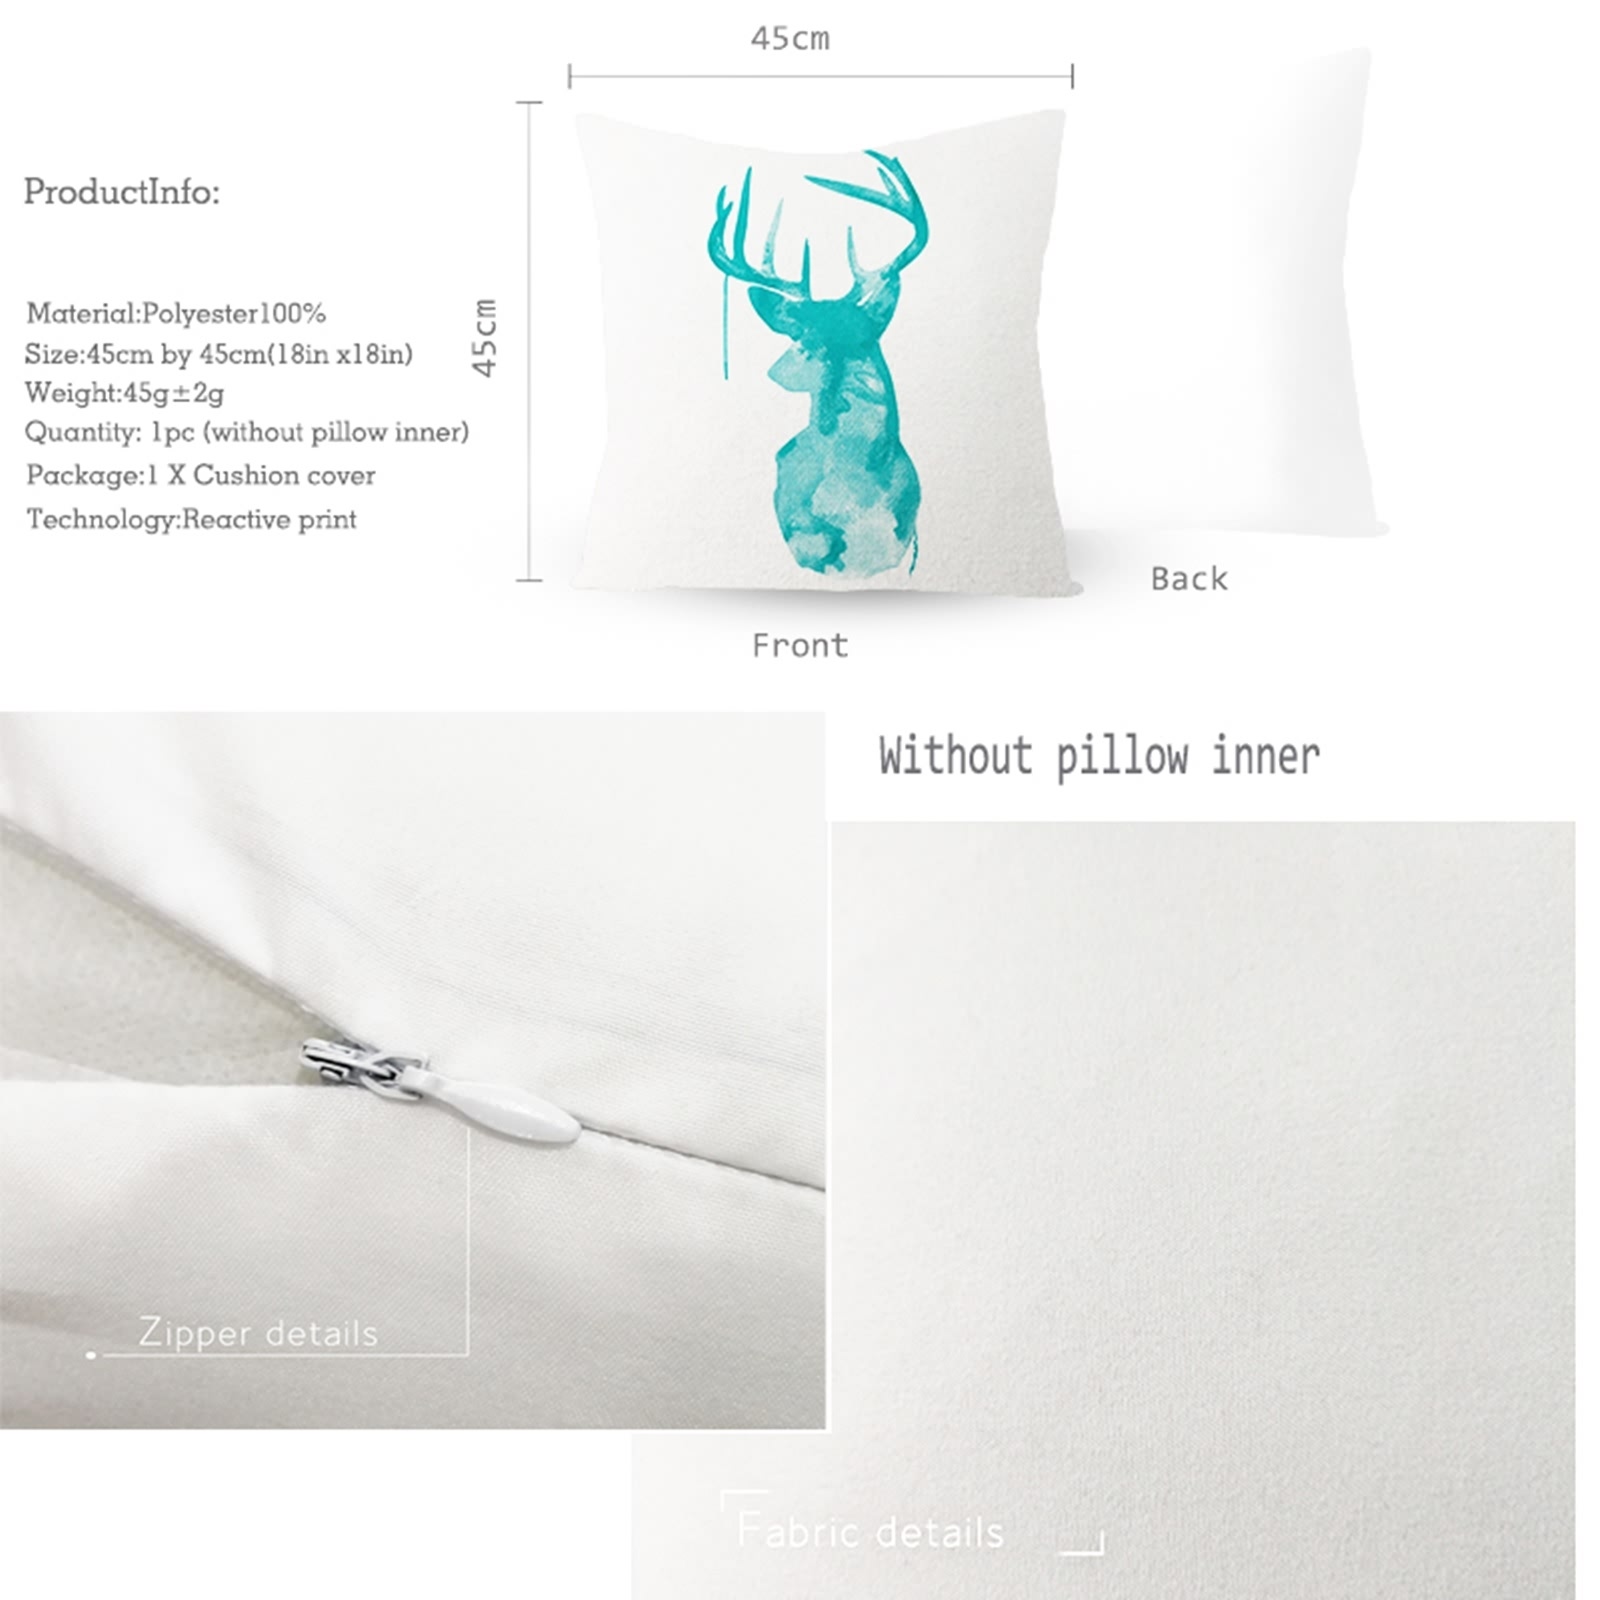 45cm
45cm
ProductInfo:
Material:Polyester100%
Size:45cm by 45cm(18in x18in)
Weight:45g±2g
Quantity: 1pc (without pillow inner)
Package:1 X Cushion cover
Technology:Reactive print
Back
Front
Without pillow inner
Zipper details
Fabric details